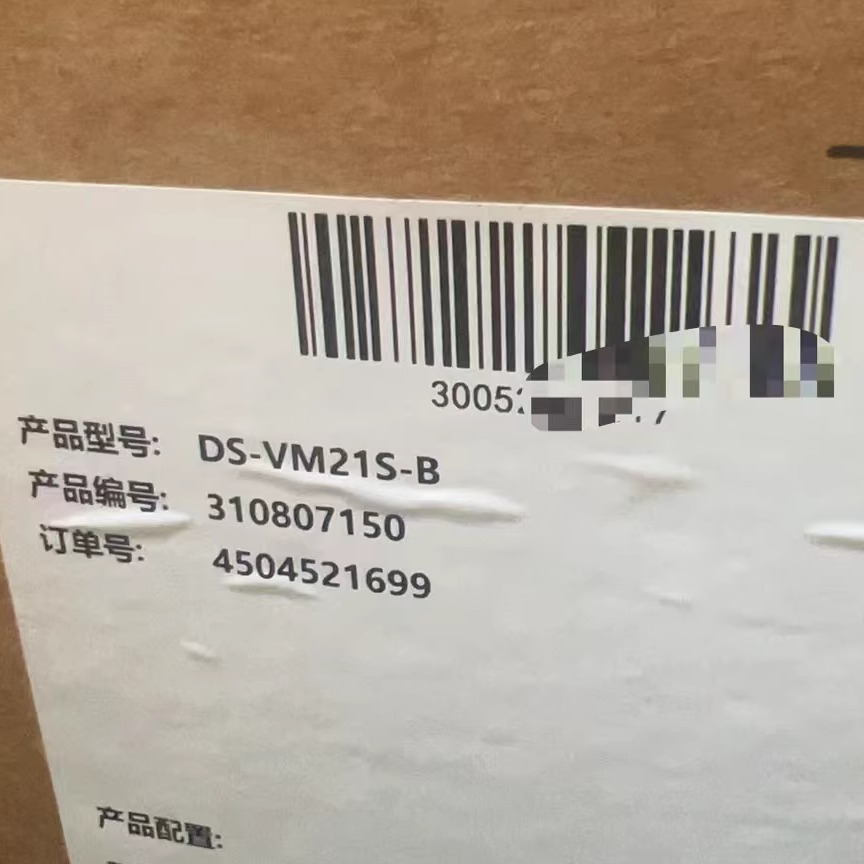 3005
产品型号: DS-VM21S-B
产品编号: 310807150
订单号: 4504521699
产品配置: